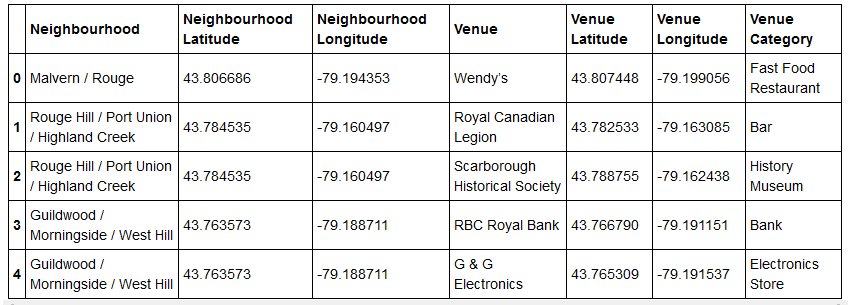 Neighbourhood Neighbourhood Latitude Neighbourhood Longitude Venue Venue Latitude Venue Longitude Venue Category
0 Malvern / Rouge 43.806686 -79.194353 Wendy's 43.807448 -79.199056 Fast Food Restaurant
1 Rouge Hill / Port Union / Highland Creek 43.784535 -79.160497 Royal Canadian Legion 43.782533 -79.163085 Bar
2 Rouge Hill / Port Union / Highland Creek 43.784535 -79.160497 Scarborough Historical Society 43.788755 -79.162438 History Museum
3 Guildwood / Morningside / West Hill 43.763573 -79.188711 RBC Royal Bank 43.766790 -79.191151 Bank
4 Guildwood / Morningside / West Hill 43.763573 -79.188711 G & G Electronics 43.765309 -79.191537 Electronics Store